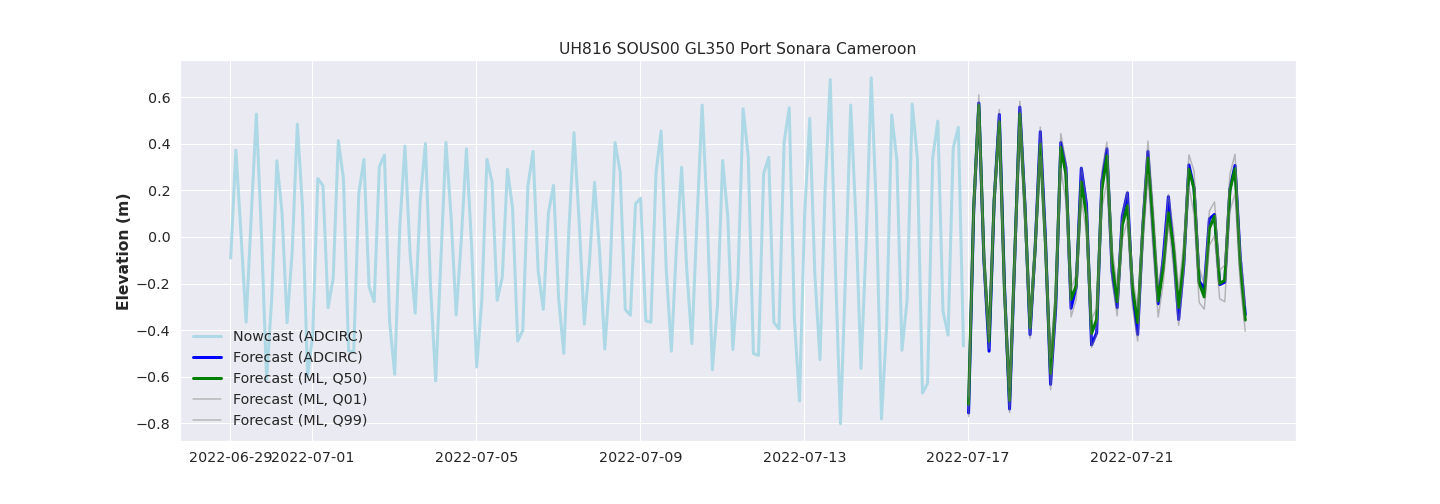 UH816 SOUS00 GL350 Port Sonara Cameroon
Elevation (m)
0.6
0.4
0.2
0.0
−0.2
−0.4
−0.6
−0.8
Nowcast (ADCIRC)
Forecast (ADCIRC)
Forecast (ML, Q50)
Forecast (ML, Q01)
Forecast (ML, Q99)
2022-06-29 2022-07-01 2022-07-05 2022-07-09 2022-07-13 2022-07-17 2022-07-21